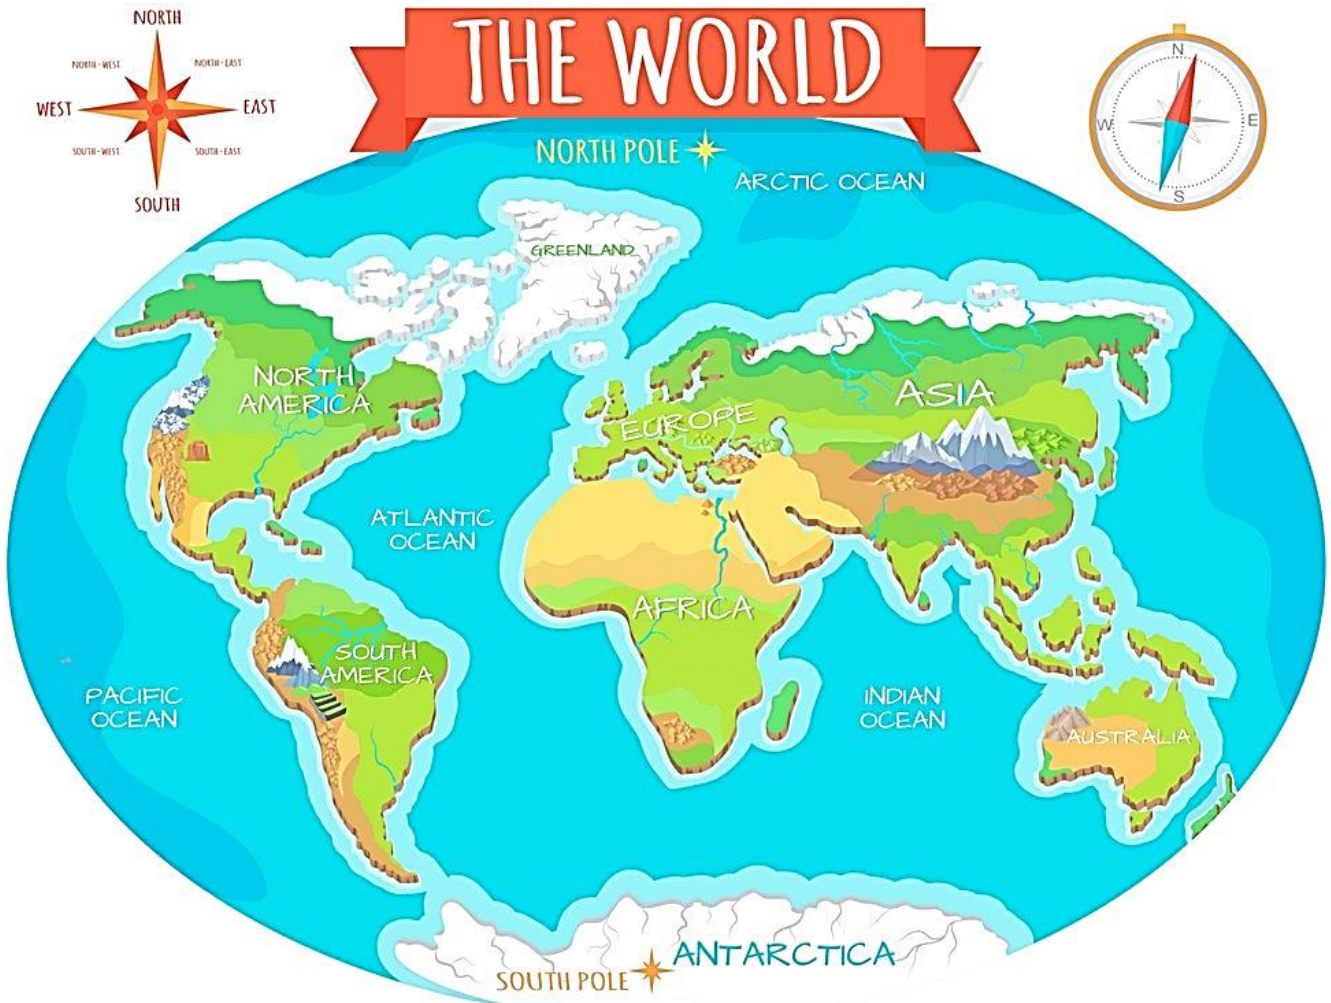 NORTH
NORTH-WEST
NORTH-EAST
WEST
EAST
SOUTH-WEST
SOUTH-EAST
SOUTH
THE WORLD
N
W
E
S
NORTH POLE
ARCTIC OCEAN
GREENLAND
NORTH
AMERICA
EUROPE
ASIA
ATLANTIC
OCEAN
AFRICA
SOUTH
AMERICA
PACIFIC
OCEAN
INDIAN
OCEAN
AUSTRALIA
ANTARCTICA
SOUTH POLE